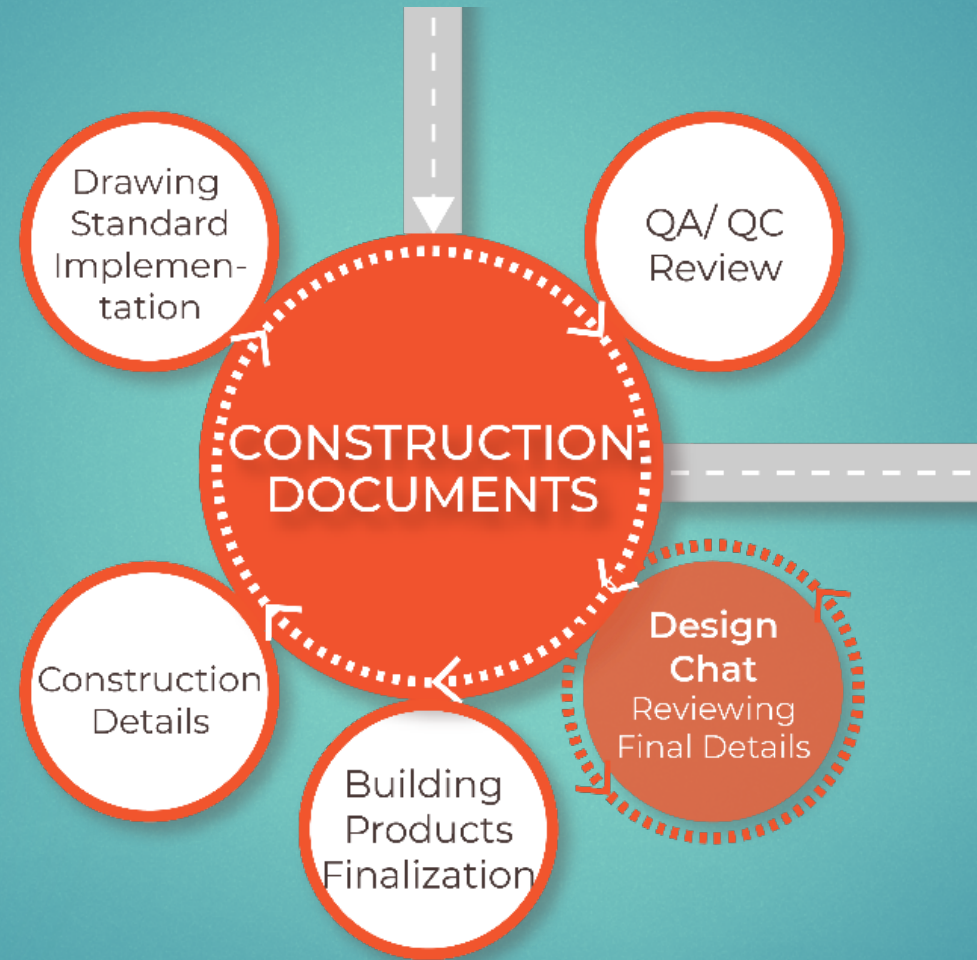 Drawing
Standard
Implemen-
tation
QA/ QC
Review
CONSTRUCTION
DOCUMENTS
Design
Chat
Reviewing
Final Details
Construction
Details
Building
Products
Finalization